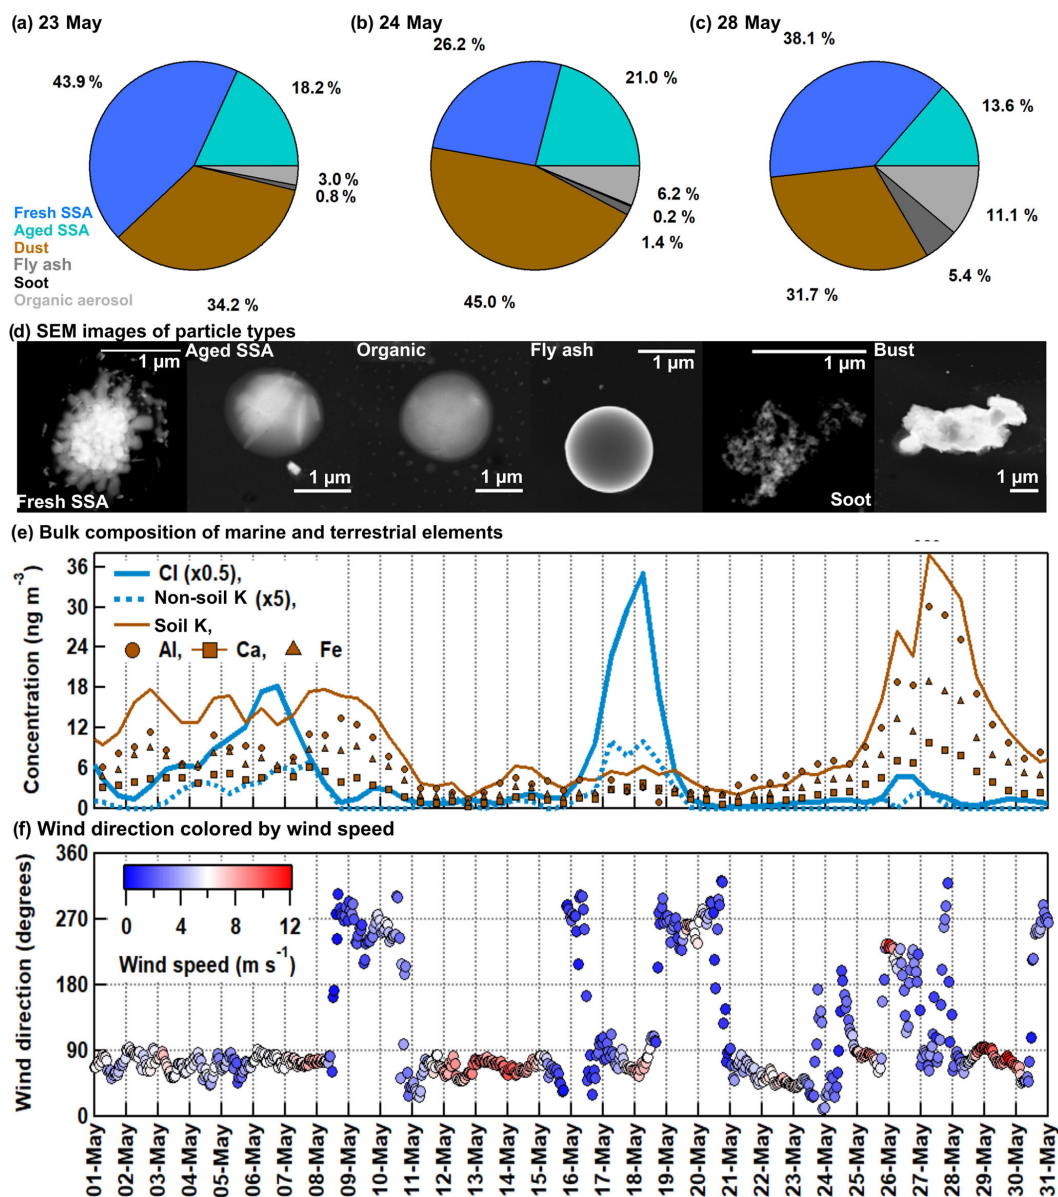 (a) 23 May
(b) 24 May
(c) 28 May
43.9 %
18.2 %
3.0 %
0.8 %
34.2 %
26.2 %
21.0 %
6.2 %
0.2 %
1.4 %
45.0 %
38.1 %
13.6 %
11.1 %
5.4 %
31.7 %
Fresh SSA
Aged SSA
Dust
Fly ash
Soot
Organic aerosol
(d) SEM images of particle types
1 μm
Fresh SSA
Aged SSA
1 μm
Organic
1 μm
Fly ash
1 μm
1 μm
Soot
Bust
1 μm
(e) Bulk composition of marine and terrestrial elements
Concentration (ng m-3)
36
30
24
18
12
6
0
Cl (x0.5),
Non-soil K (x5),
Soil K,
Al, Ca, Fe
(f) Wind direction colored by wind speed
Wind direction (degrees)
360
270
180
90
0
0 4 8 12
Wind speed (m s-1)
01-May
02-May
03-May
04-May
05-May
06-May
07-May
08-May
09-May
10-May
11-May
12-May
13-May
14-May
15-May
16-May
17-May
18-May
19-May
20-May
21-May
22-May
23-May
24-May
25-May
26-May
27-May
28-May
29-May
30-May
31-May